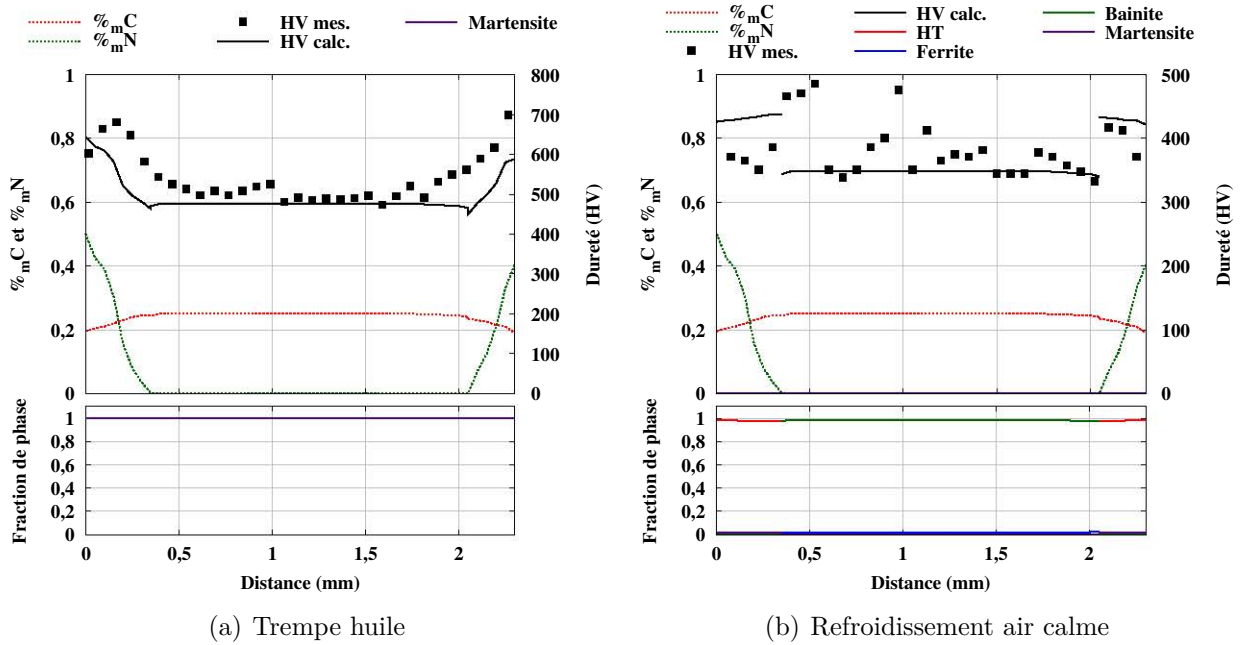 %mC
%mN
HV mes.
HV calc.
Martensite
%mC et %mN
1
0,8
0,6
0,4
0,2
0
800
700
600
500
400
300
200
100
0
Dureté (HV)
Fraction de phase
1
0,8
0,6
0,4
0,2
0
0 0,5 1 1,5 2
Distance (mm)
(a) Trempe huile
%mC
%mN
HV mes.
HV calc.
HT
Ferrite
Bainite
Martensite
%mC et %mN
1
0,8
0,6
0,4
0,2
0
500
400
300
200
100
0
Dureté (HV)
Fraction de phase
1
0,8
0,6
0,4
0,2
0
0 0,5 1 1,5 2
Distance (mm)
(b) Refroidissement air calme